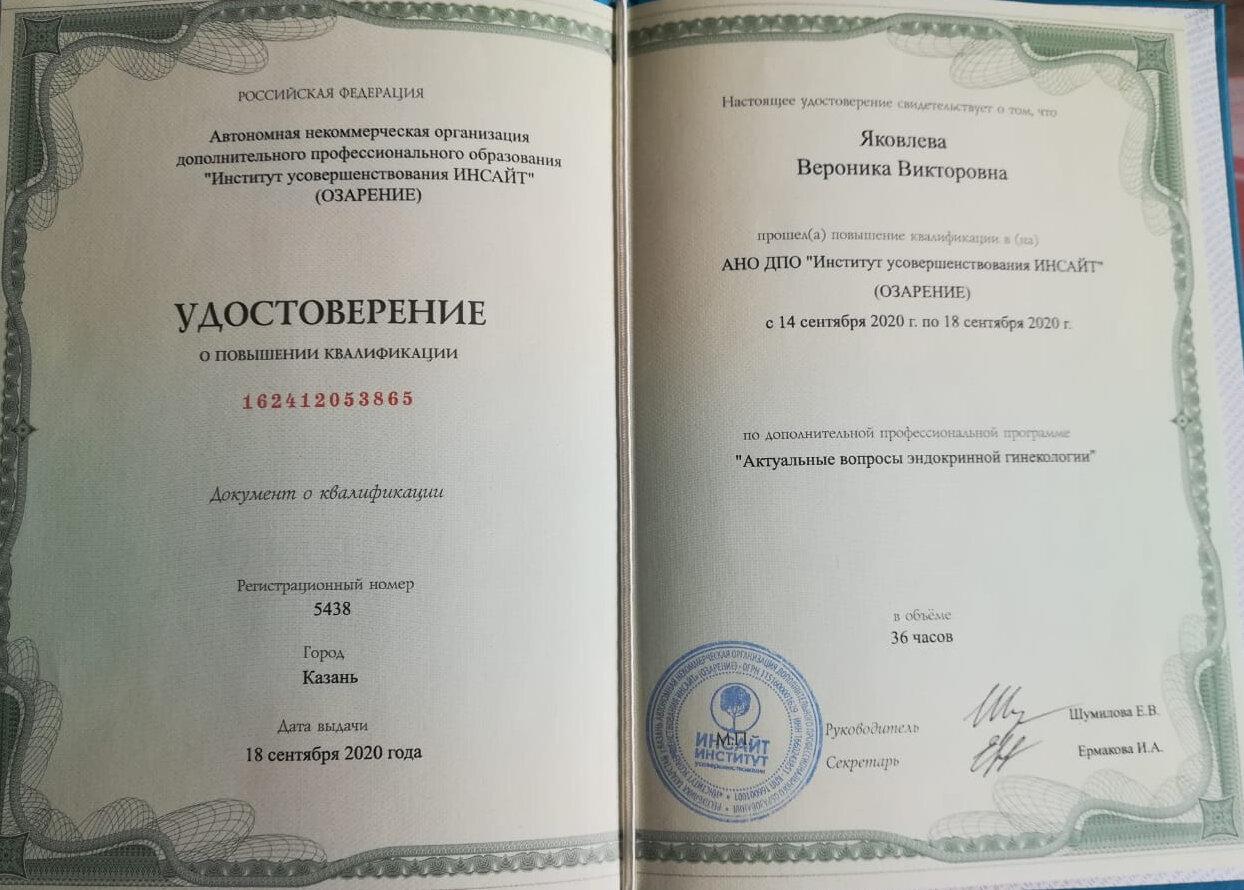 РОССИЙСКАЯ ФЕДЕРАЦИЯ
Автономная некоммерческая организация
дополнительного профессионального образования
"Институт усовершенствования ИНСАЙТ"
(ОЗАРЕНИЕ)
УДОСТОВЕРЕНИЕ
О ПОВЫШЕНИИ КВАЛИФИКАЦИИ
162412053865
Документ о квалификации
Регистрационный номер
5438
Город
Казань
Дата выдачи
18 сентября 2020 года
Настоящее удостоверение свидетельствует о том, что
Яковлева
Вероника Викторовна
прошел(а) повышение квалификации в (на)
АНО ДПО "Институт усовершенствования ИНСАЙТ"
(ОЗАРЕНИЕ)
с 14 сентября 2020 г. по 18 сентября 2020 г.
по дополнительной профессиональной программе
"Актуальные вопросы эндокринной гинекологии"
в объёме
36 часов
М.П.
ИНСАЙТ
ИНСТИТУТ
усовершенствования
Руководитель
Шумилова Е.В.
Секретарь
Ермакова И.А.